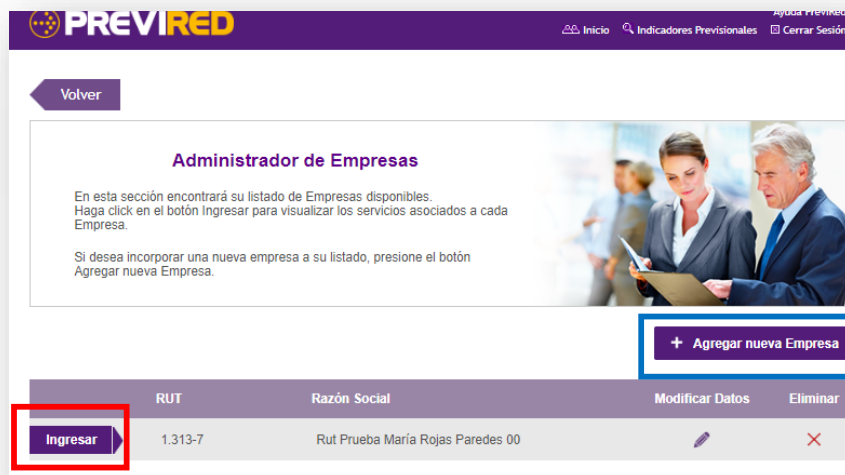 Ayuda PreviRed
PREVIRED
Inicio Indicadores Previsionales Cerrar Sesión
Volver
Administrador de Empresas
En esta sección encontrará su listado de Empresas disponibles.
Haga click en el botón Ingresar para visualizar los servicios asociados a cada
Empresa.
Si desea incorporar una nueva empresa a su listado, presione el botón
Agregar nueva Empresa.
+ Agregar nueva Empresa
RUT Razón Social Modificar Datos Eliminar
Ingresar 1.313-7 Rut Prueba María Rojas Paredes 00